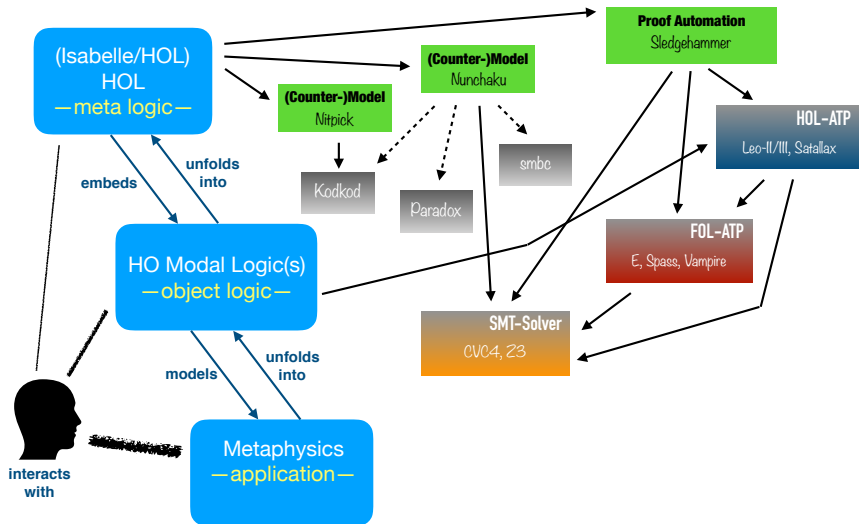 (Isabelle/HOL)
HOL
—meta logic—
Proof Automation
Sledgehammer
(Counter-)Model
Nunchaku
(Counter-)Model
Nitpick
HOL-ATP
Leo-II/III, Satallax
smbc
Kodkod
Paradox
unfolds
into
embeds
FOL-ATP
E, Spass, Vampire
HO Modal Logic(s)
—object logic—
SMT-Solver
CVC4, Z3
unfolds
into
models
Metaphysics
—application—
interacts
with